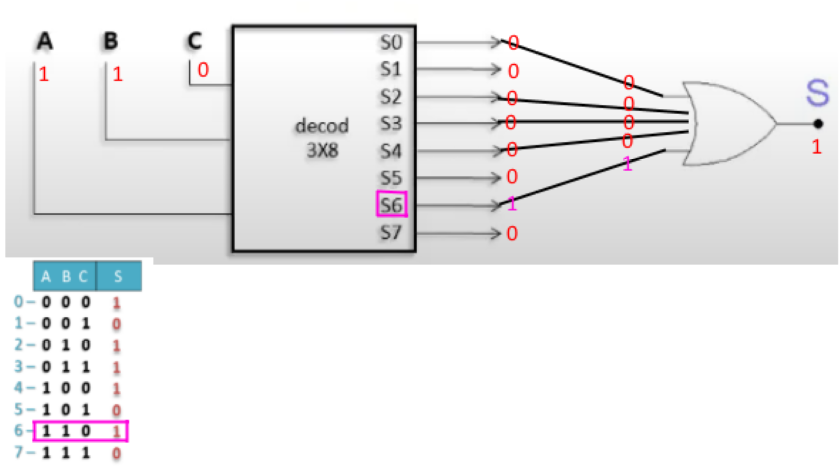 A B C
1 1 0
decod
3X8
S0 0 0
S1 0
S2 0 0
S3 0 0
S4 0 0
S5 0
S6 1 1
S7 0
S
1
A B C S
0- 0 0 0 1
1- 0 0 1 0
2- 0 1 0 1
3- 0 1 1 1
4- 1 0 0 1
5- 1 0 1 0
6- 1 1 0 1
7- 1 1 1 0